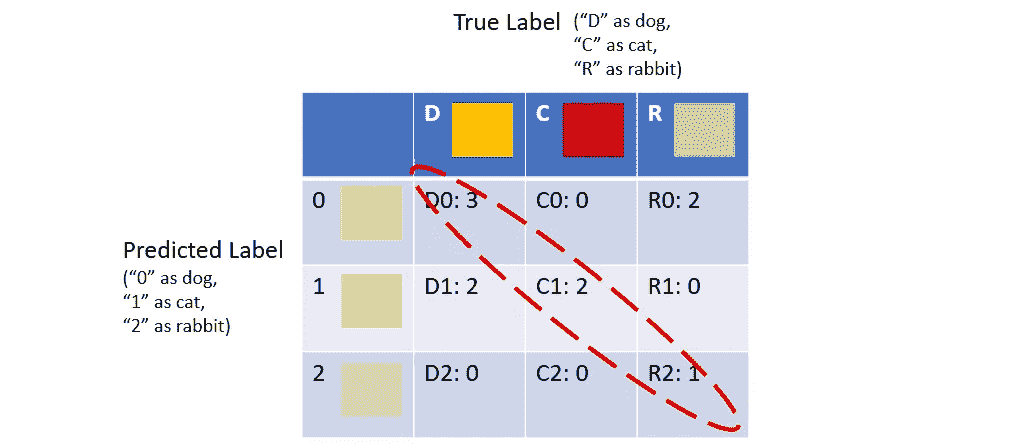 True Label (“D” as dog,
“C” as cat,
“R” as rabbit)
D C R
0 D0: 3 C0: 0 R0: 2
Predicted Label
(“0” as dog,
“1” as cat,
“2” as rabbit)
1 D1: 2 C1: 2 R1: 0
2 D2: 0 C2: 0 R2: 1